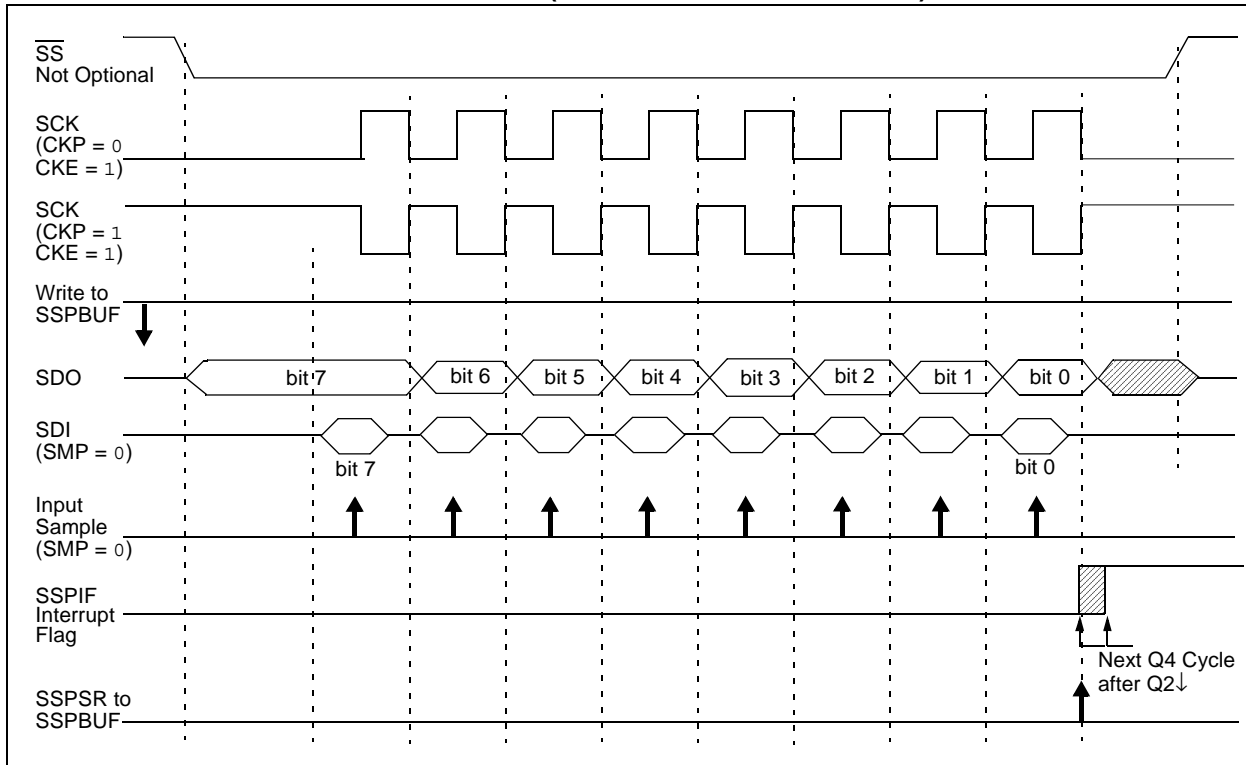 SS
Not Optional
SCK
(CKP = 0
CKE = 1)
SCK
(CKP = 1
CKE = 1)
Write to
SSPBUF
SDO
bit 7 bit 6 bit 5 bit 4 bit 3 bit 2 bit 1 bit 0
SDI
(SMP = 0)
bit 7 bit 0
Input
Sample
(SMP = 0)
SSPIF
Interrupt
Flag
Next Q4 Cycle
after Q2↓
SSPSR to
SSPBUF